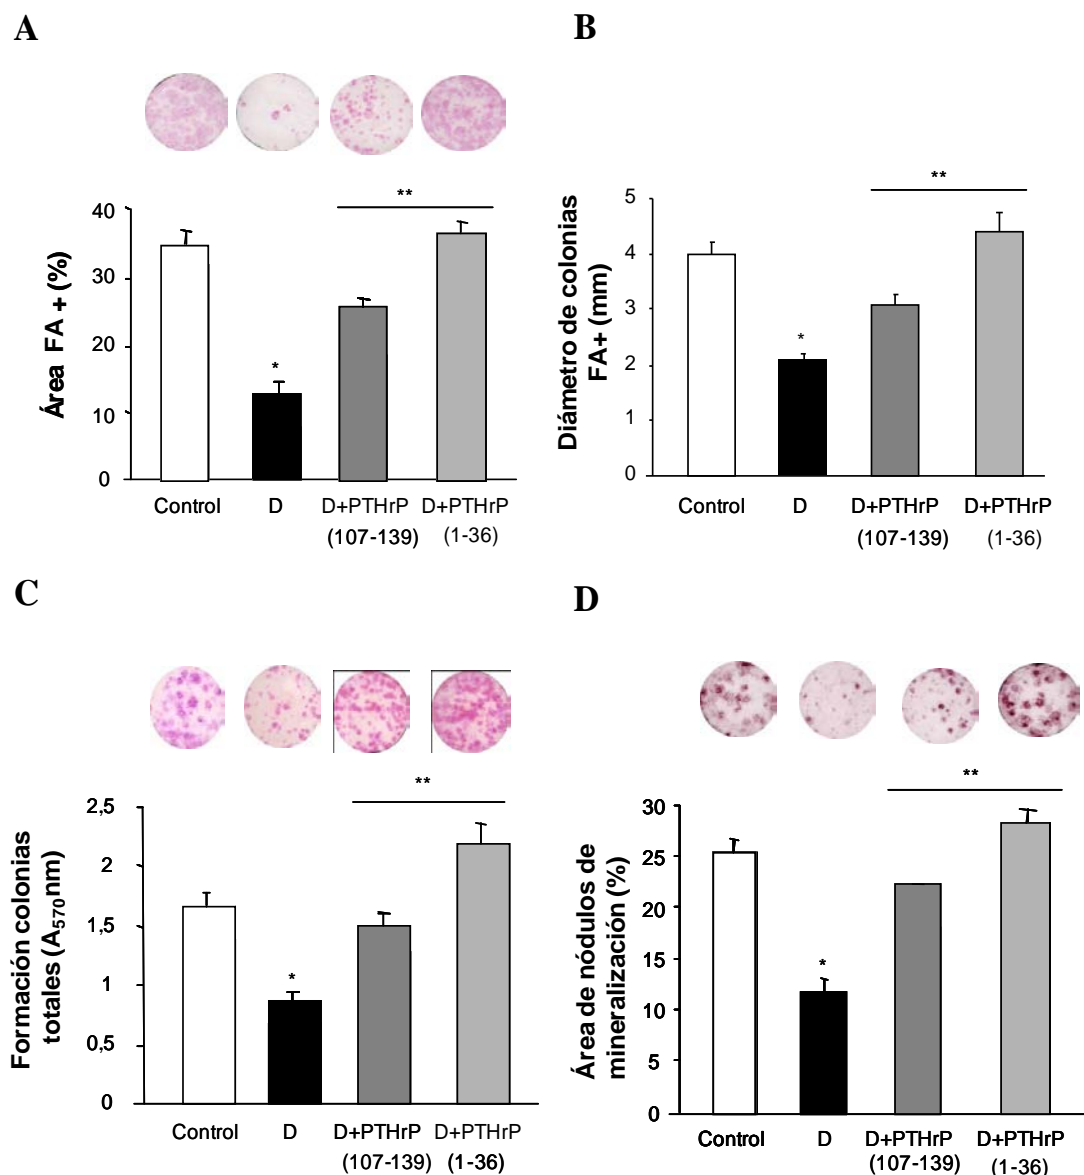 A
**
40
30
20
10
0
Área FA + (%)
*
Control
D
D+PTHrP
(107-139)
D+PTHrP
(1-36)
B
**
5
4
3
2
1
0
Diámetro de colonias
FA+ (mm)
*
Control
D
D+PTHrP
(107-139)
D+PTHrP
(1-36)
C
**
2,5
2
1,5
1
0,5
0
Formación colonias
totales (A570nm)
*
Control
D
D+PTHrP
(107-139)
D+PTHrP
(1-36)
D
**
30
25
20
15
10
5
0
Área de nódulos de
mineralización (%)
*
Control
D
D+PTHrP
(107-139)
D+PTHrP
(1-36)